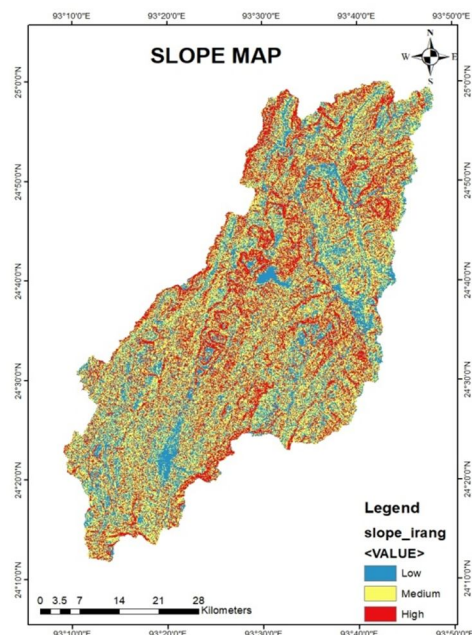 93°10'0"E 93°20'0"E 93°30'0"E 93°40'0"E 93°50'0"E
SLOPE MAP
N
W E
S
25°0'0"N 25°0'0"N
24°50'0"N 24°50'0"N
24°40'0"N 24°40'0"N
24°30'0"N 24°30'0"N
24°20'0"N 24°20'0"N
24°10'0"N 24°10'0"N
Legend
slope_irang
<VALUE>
Low
Medium
High
0 3.5 7 14 21 28
Kilometers
93°10'0"E 93°20'0"E 93°30'0"E 93°40'0"E 93°50'0"E